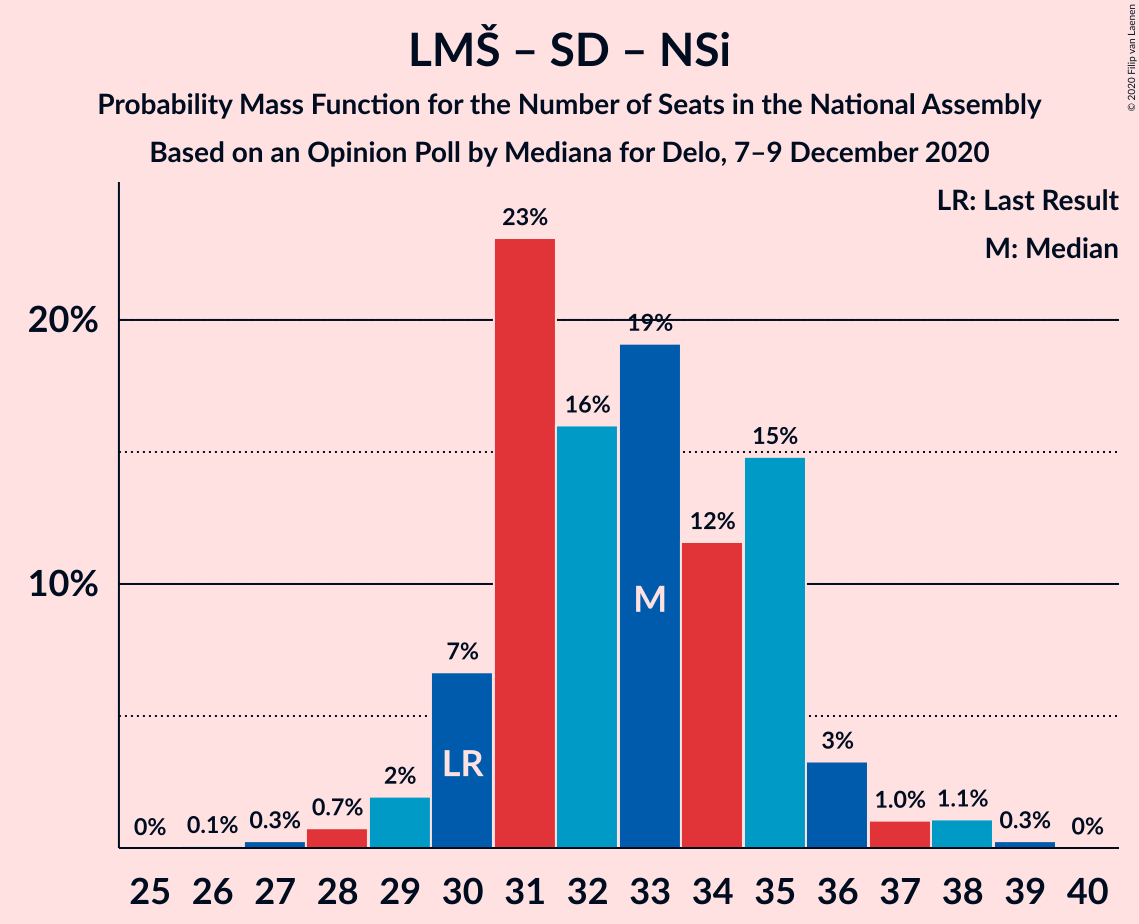 LMŠ – SD – NSi
Probability Mass Function for the Number of Seats in the National Assembly
Based on an Opinion Poll by Mediana for Delo, 7–9 December 2020
© 2020 Filip van Laenen
LR: Last Result
M: Median
20%
10%
0%
0.1%
0.3%
0.7%
2%
7%
23%
16%
19%
12%
15%
3%
1.0%
1.1%
0.3%
0%
LR
M
25 26 27 28 29 30 31 32 33 34 35 36 37 38 39 40